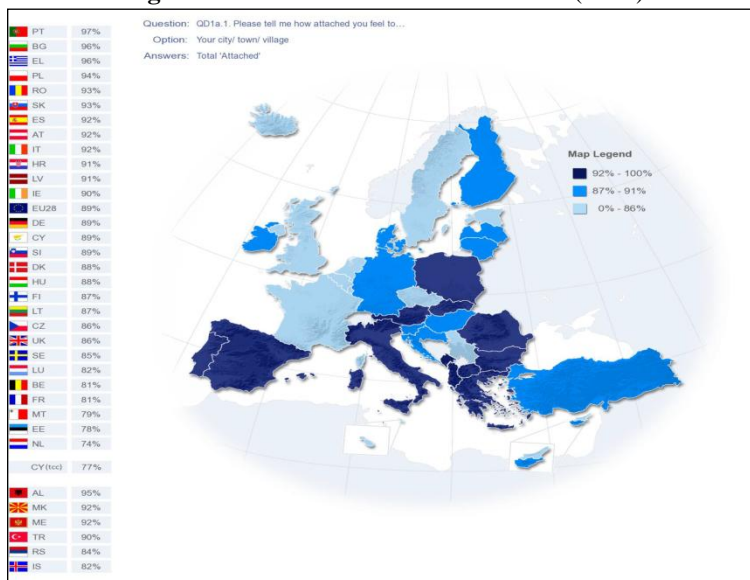 Question: QD1a.1. Please tell me how attached you feel to…
Option: Your city/ town/ village
Answers: Total 'Attached'
PT 97%
BG 96%
EL 96%
PL 94%
RO 93%
SK 93%
ES 92%
AT 92%
IT 92%
HR 91%
LV 91%
IE 90%
EU28 89%
DE 89%
CY 89%
SI 89%
DK 88%
HU 88%
FI 87%
LT 87%
CZ 86%
UK 86%
SE 85%
LU 82%
BE 81%
FR 81%
MT 79%
EE 78%
NL 74%
CY(tcc) 77%
AL 95%
MK 92%
ME 92%
TR 90%
RS 84%
IS 82%
Map Legend
92% - 100%
87% - 91%
0% - 86%